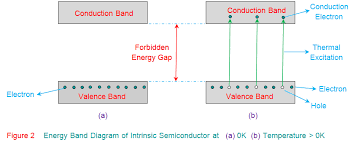 Conduction Band
Conduction Band
Conduction
Electron
Forbidden
Energy Gap
Thermal
Excitation
Electron
Valence Band
Valence Band
Electron
Hole
(a)
(b)
Figure 2 Energy Band Diagram of Intrinsic Semiconductor at (a) 0K (b) Temperature > 0K